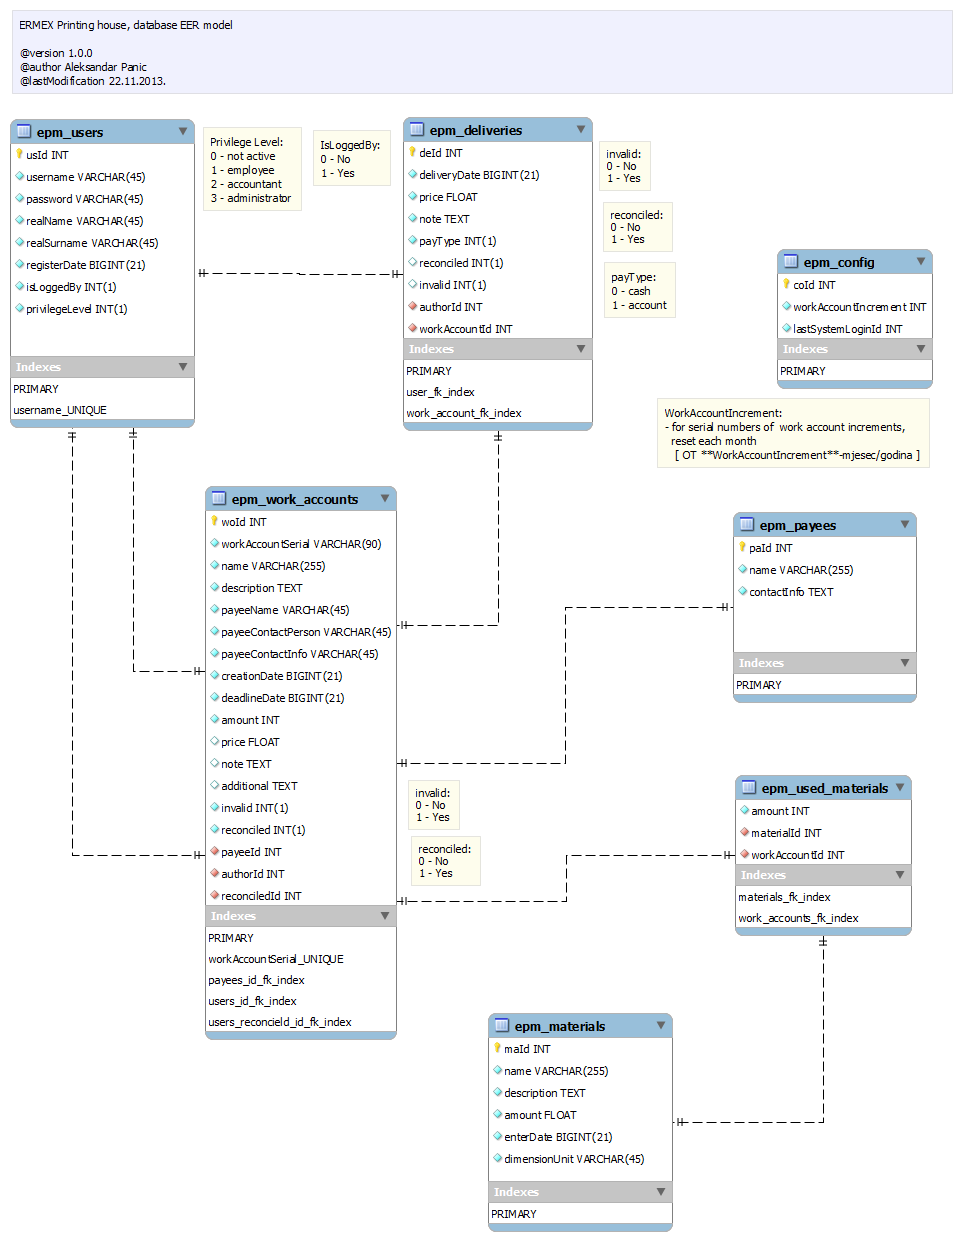 ERMEX Printing house, database EER model
@version 1.0.0
@author Aleksandar Panic
@lastModification 22.11.2013.
epm_users
usId INT
username VARCHAR(45)
password VARCHAR(45)
realName VARCHAR(45)
realSurname VARCHAR(45)
registerDate BIGINT(21)
isLoggedBy INT(1)
privilegeLevel INT(1)
Indexes
PRIMARY
username_UNIQUE
Privilege Level:
0 - not active
1 - employee
2 - accountant
3 - administrator
IsLoggedBy:
0 - No
1 - Yes
epm_deliveries
deId INT
deliveryDate BIGINT(21)
price FLOAT
note TEXT
payType INT(1)
reconciled INT(1)
invalid INT(1)
authorId INT
workAccountId INT
Indexes
PRIMARY
user_fk_index
work_account_fk_index
invalid:
0 - No
1 - Yes
reconciled:
0 - No
1 - Yes
payType:
0 - cash
1 - account
epm_config
coId INT
workAccountIncrement INT
lastSystemLoginId INT
Indexes
PRIMARY
WorkAccountIncrement:
- for serial numbers of work account increments,
reset each month
[ OT **WorkAccountIncrement**-mjesec/godina ]
epm_work_accounts
woId INT
workAccountSerial VARCHAR(90)
name VARCHAR(255)
description TEXT
payeeName VARCHAR(45)
payeeContactPerson VARCHAR(45)
payeeContactInfo VARCHAR(45)
creationDate BIGINT(21)
deadlineDate BIGINT(21)
amount INT
price FLOAT
note TEXT
additional TEXT
invalid INT(1)
reconciled INT(1)
payeeId INT
authorId INT
reconciledId INT
Indexes
PRIMARY
workAccountSerial_UNIQUE
payees_id_fk_index
users_id_fk_index
users_reconcield_id_fk_index
invalid:
0 - No
1 - Yes
reconciled:
0 - No
1 - Yes
epm_payees
paId INT
name VARCHAR(255)
contactInfo TEXT
Indexes
PRIMARY
epm_used_materials
amount INT
materialId INT
workAccountId INT
Indexes
materials_fk_index
work_accounts_fk_index
epm_materials
maId INT
name VARCHAR(255)
description TEXT
amount FLOAT
enterDate BIGINT(21)
dimensionUnit VARCHAR(45)
Indexes
PRIMARY